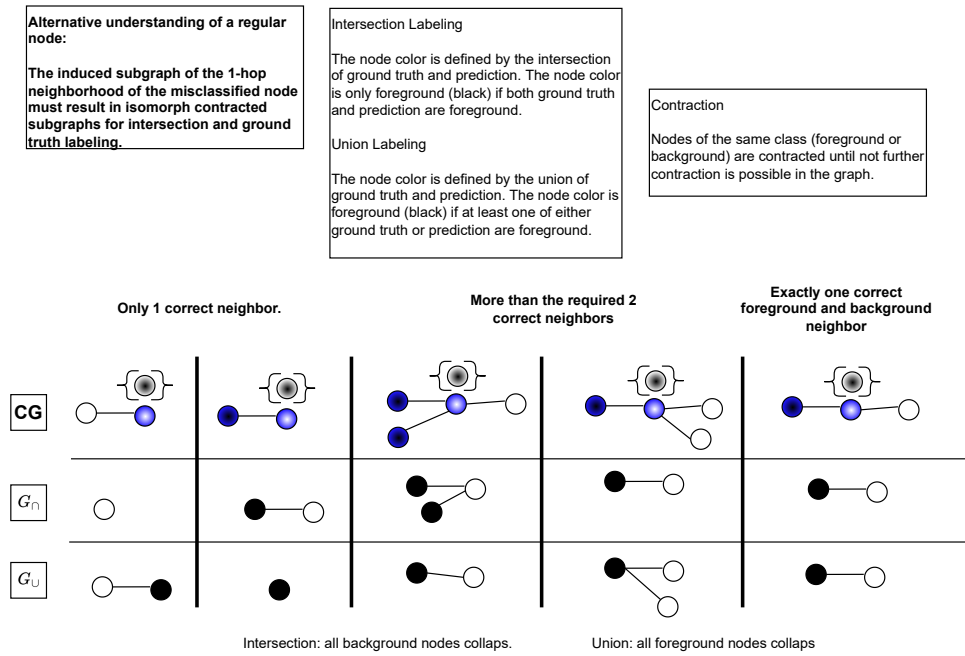 Alternative understanding of a regular
node:
The induced subgraph of the 1-hop
neighborhood of the misclassified node
must result in isomorph contracted
subgraphs for intersection and ground
truth labeling.
Intersection Labeling
The node color is defined by the intersection
of ground truth and prediction. The node color
is only foreground (black) if both ground truth
and prediction are foreground.
Union Labeling
The node color is defined by the union of
ground truth and prediction. The node color is
foreground (black) if at least one of either
ground truth or prediction are foreground.
Contraction
Nodes of the same class (foreground or
background) are contracted until not further
contraction is possible in the graph.
Only 1 correct neighbor.
More than the required 2
correct neighbors
Exactly one correct
foreground and background
neighbor
CG
G∩
G∪
Intersection: all background nodes collaps.
Union: all foreground nodes collaps